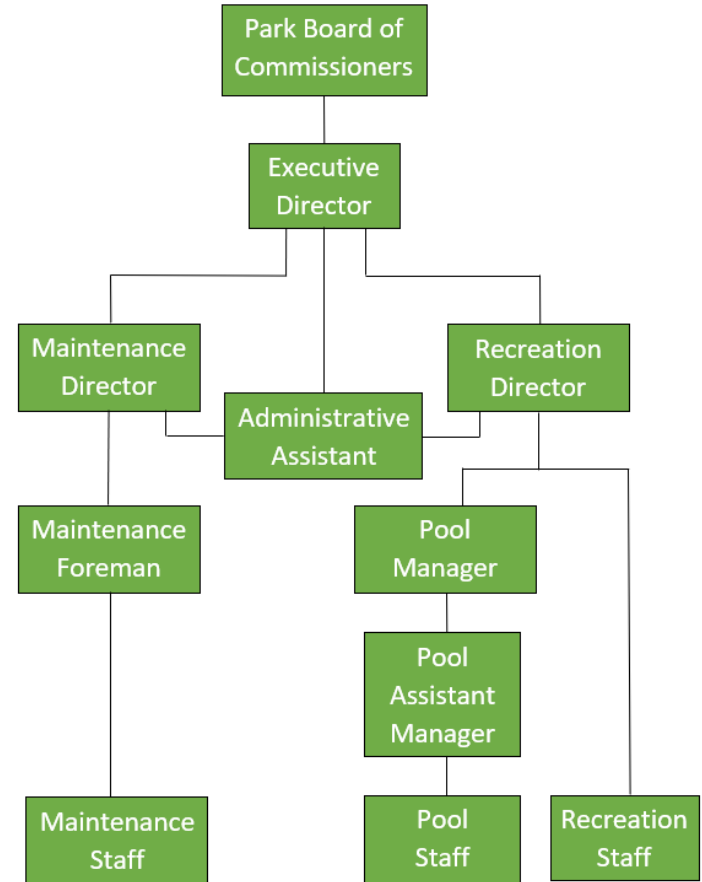 Park Board of
Commissioners
Executive
Director
Maintenance
Director
Recreation
Director
Administrative
Assistant
Maintenance
Foreman
Pool
Manager
Pool
Assistant
Manager
Maintenance
Staff
Pool
Staff
Recreation
Staff